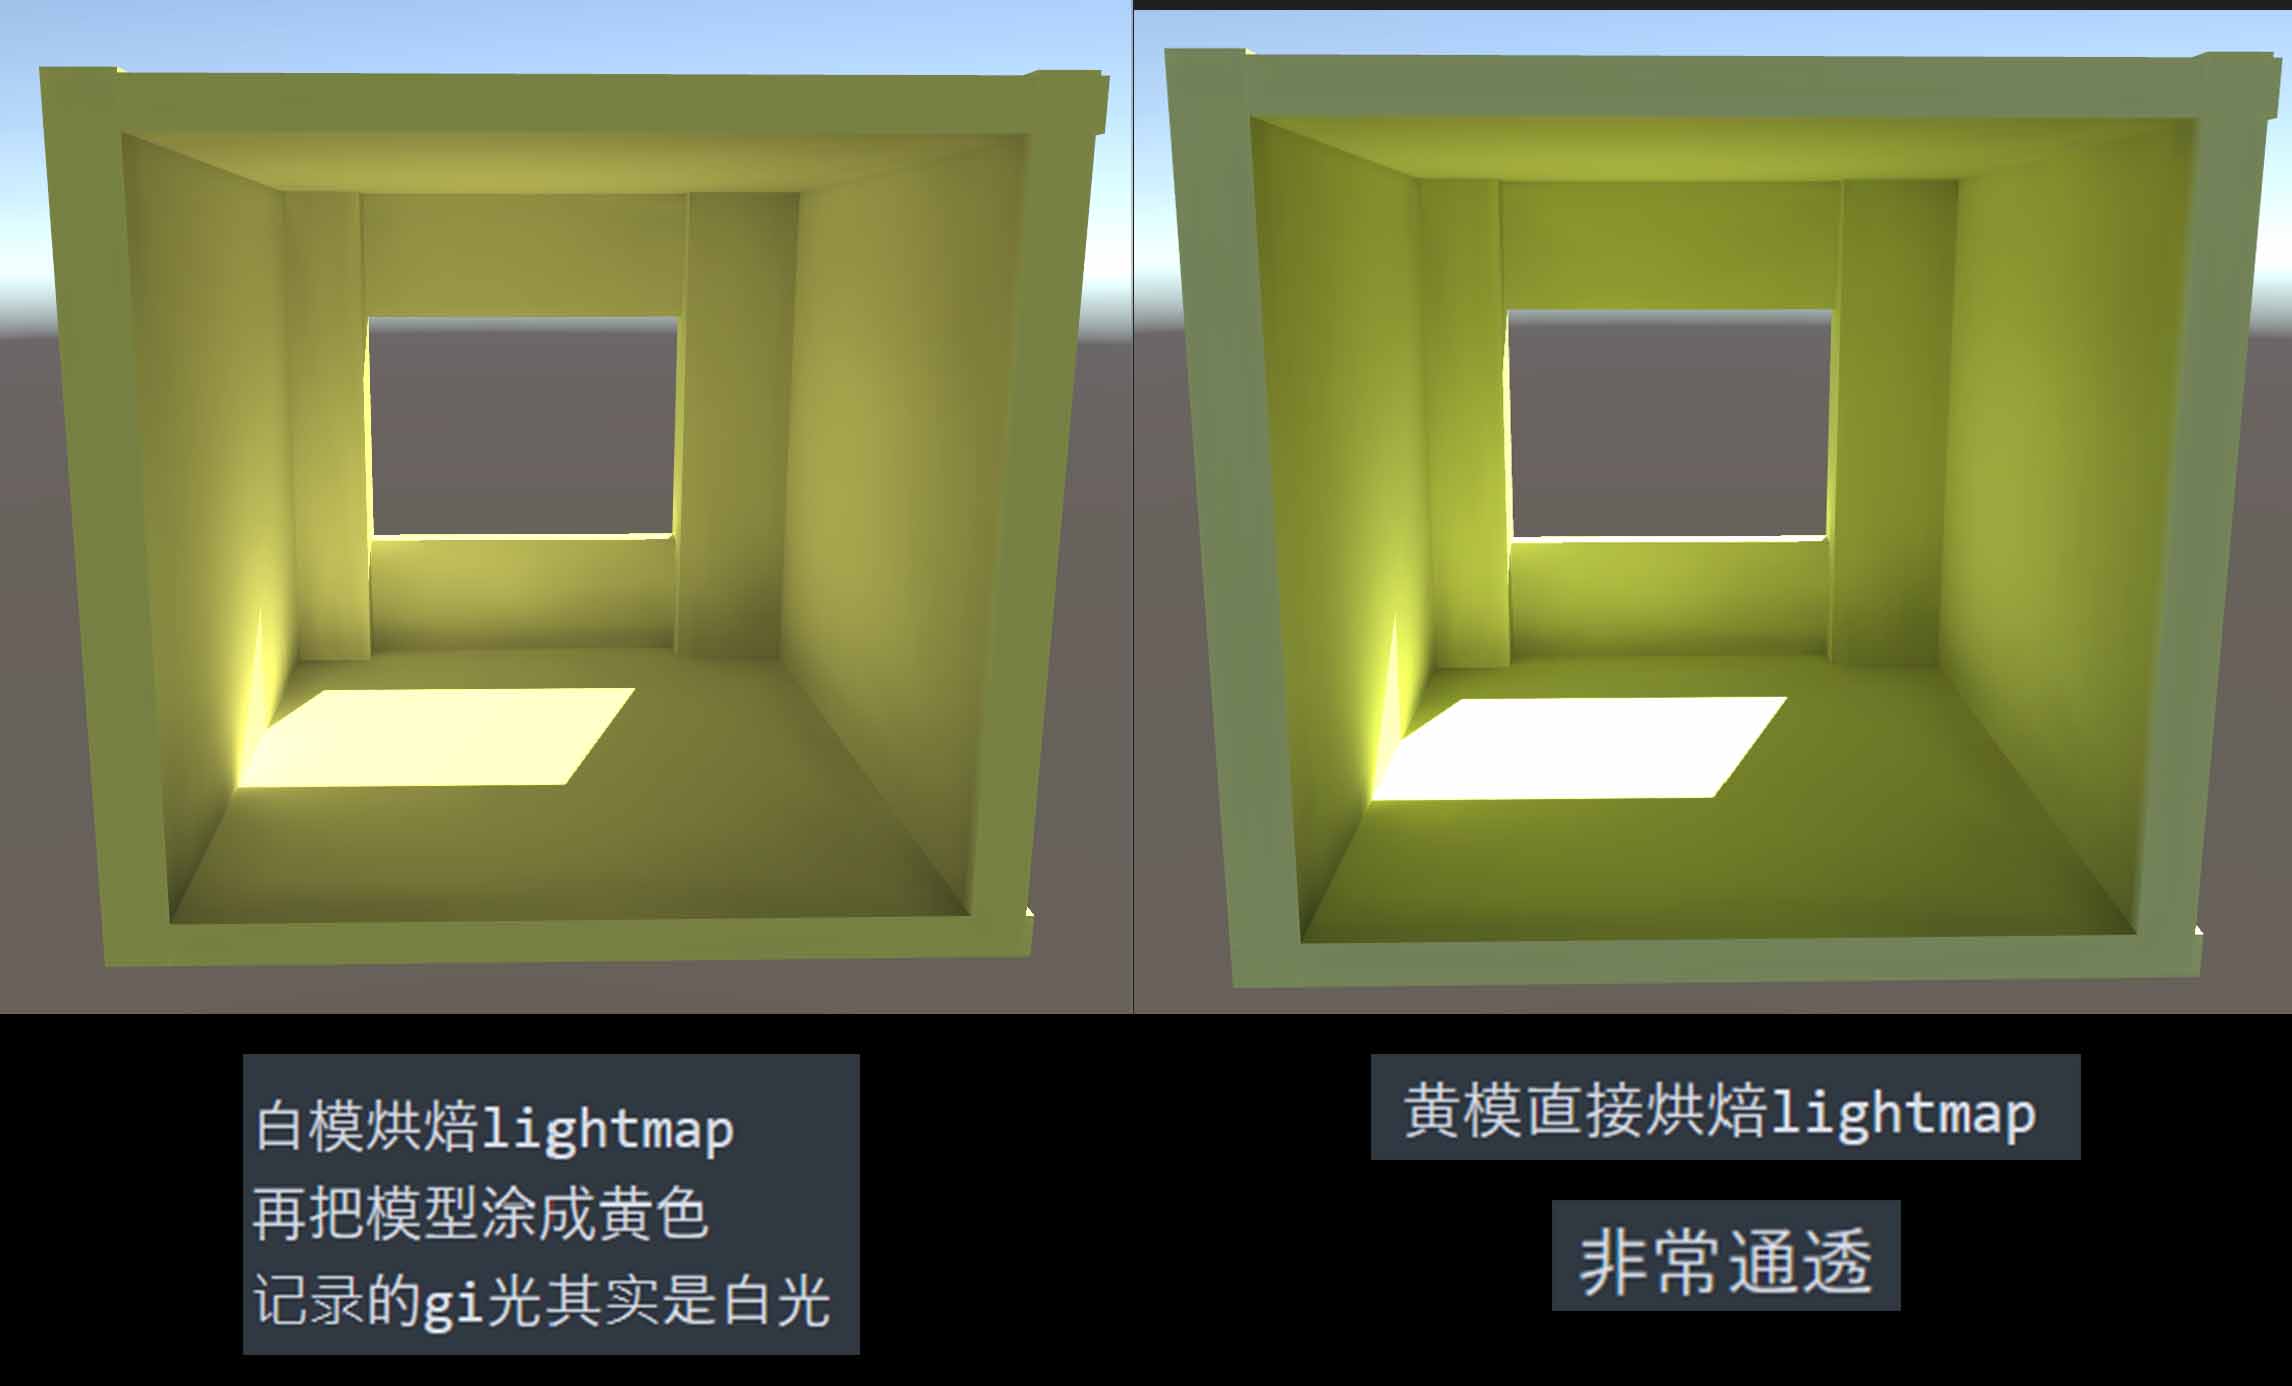 白模烘焙lightmap
再把模型涂成黄色
记录的gi光其实是白光
黄模直接烘焙lightmap
非常通透